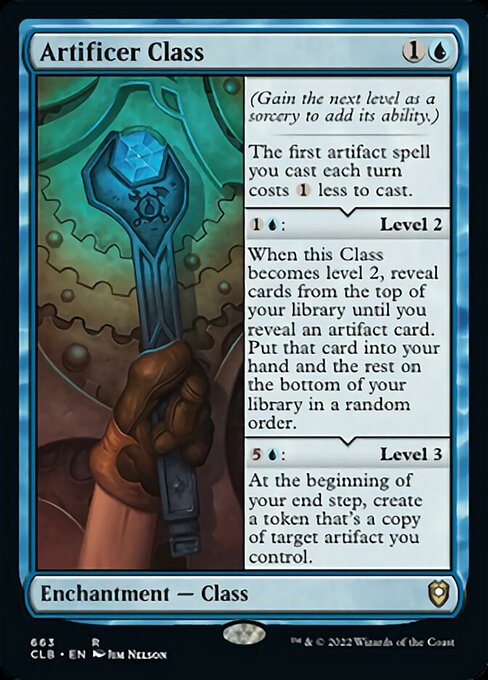 Artificer Class 1
(Gain the next level as a
sorcery to add its ability.)
The first artifact spell
you cast each turn
costs 1 less to cast.
1 : Level 2
When this Class
becomes level 2, reveal
cards from the top of
your library until you
reveal an artifact card.
Put that card into your
hand and the rest on
the bottom of your
library in a random
order.
5 : Level 3
At the beginning of
your end step, create
a token that's a copy
of target artifact you
control.
Enchantment — Class
663 R
CLB • EN Jim Nelson
™ & © 2022 Wizards of the Coast